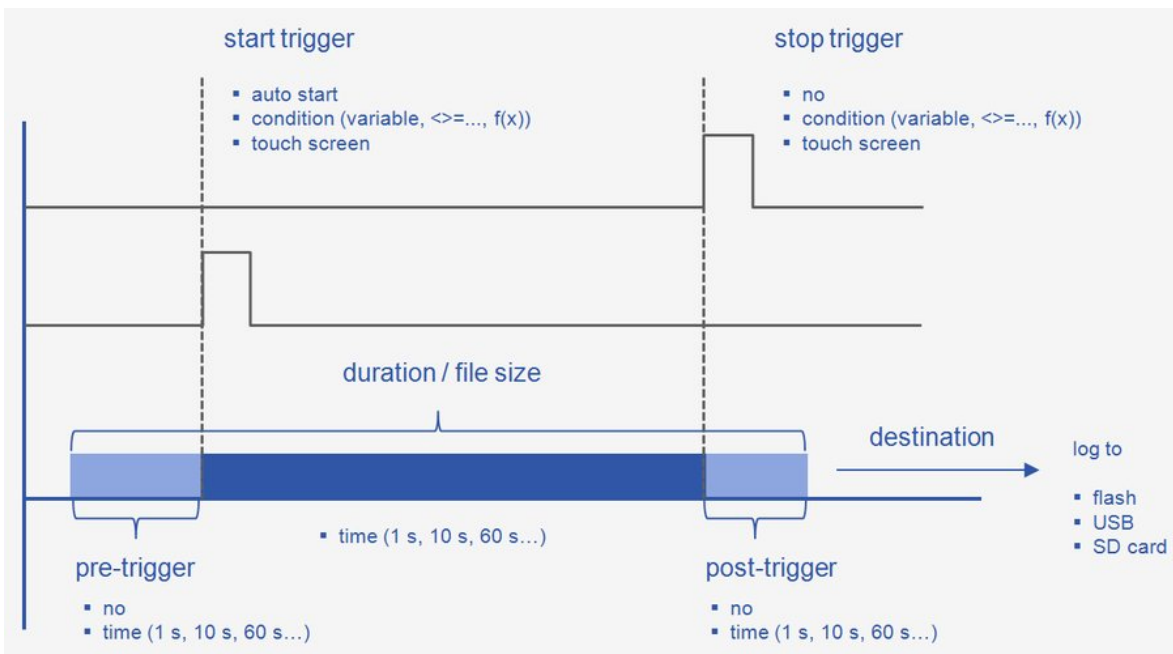 start trigger
▪ auto start
▪ condition (variable, <>=..., f(x))
▪ touch screen
stop trigger
▪ no
▪ condition (variable, <>=..., f(x))
▪ touch screen
duration / file size
destination
log to
▪ flash
▪ USB
▪ SD card
▪ time (1 s, 10 s, 60 s…)
pre-trigger
▪ no
▪ time (1 s, 10 s, 60 s…)
post-trigger
▪ no
▪ time (1 s, 10 s, 60 s…)